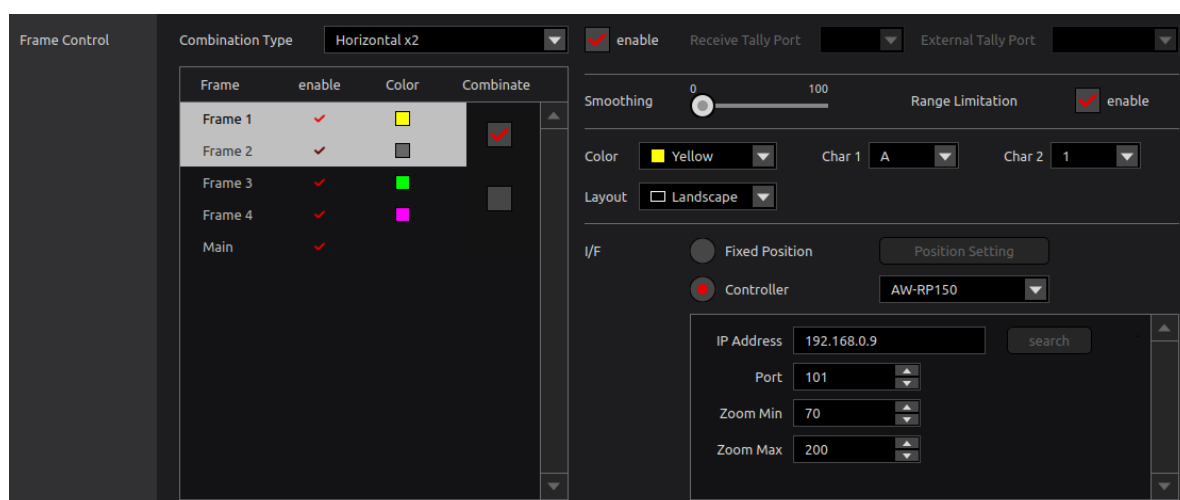 Frame Control
Combination Type Horizontal x2
Frame enable Color Combinate
Frame 1
Frame 2
Frame 3
Frame 4
Main
enable Receive Tally Port External Tally Port
Smoothing 0 100 Range Limitation enable
Color Yellow Char 1 A Char 2 1
Layout Landscape
I/F Fixed Position Position Setting
Controller AW-RP150
IP Address 192.168.0.9 search
Port 101
Zoom Min 70
Zoom Max 200